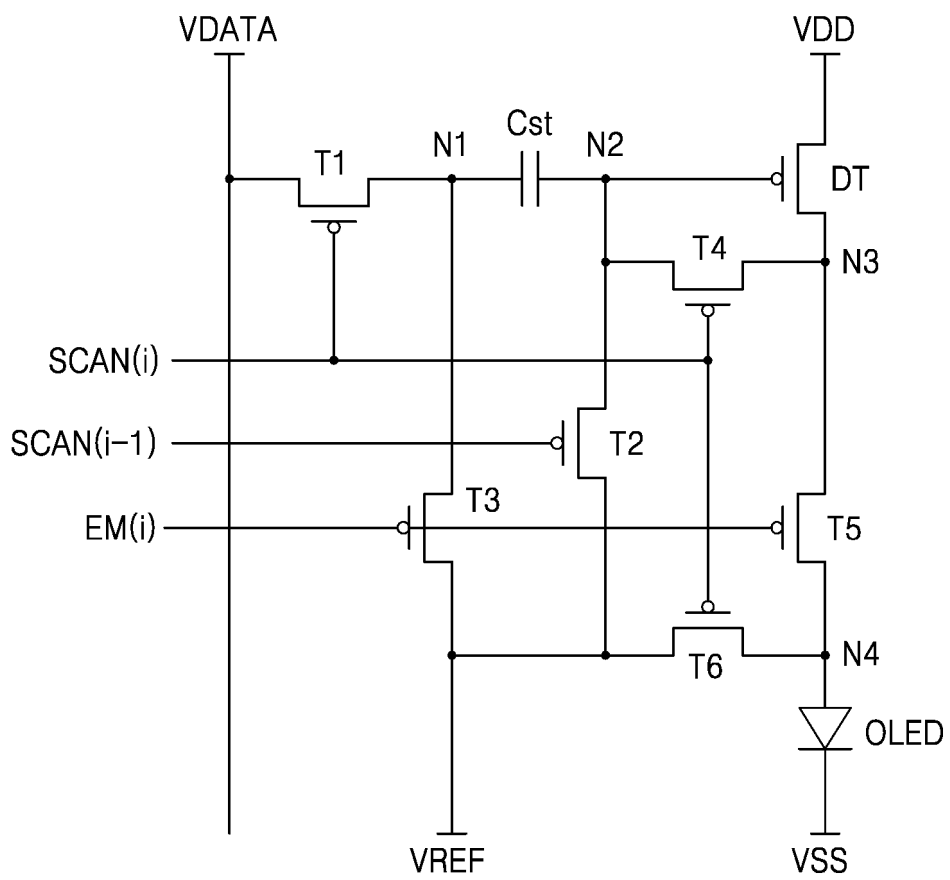 VDATA
VDD
Cst
N1
N2
T1
DT
T4
N3
SCAN(i)
SCAN(i-1)
T2
T3
EM(i)
T5
T6
N4
OLED
VREF
VSS